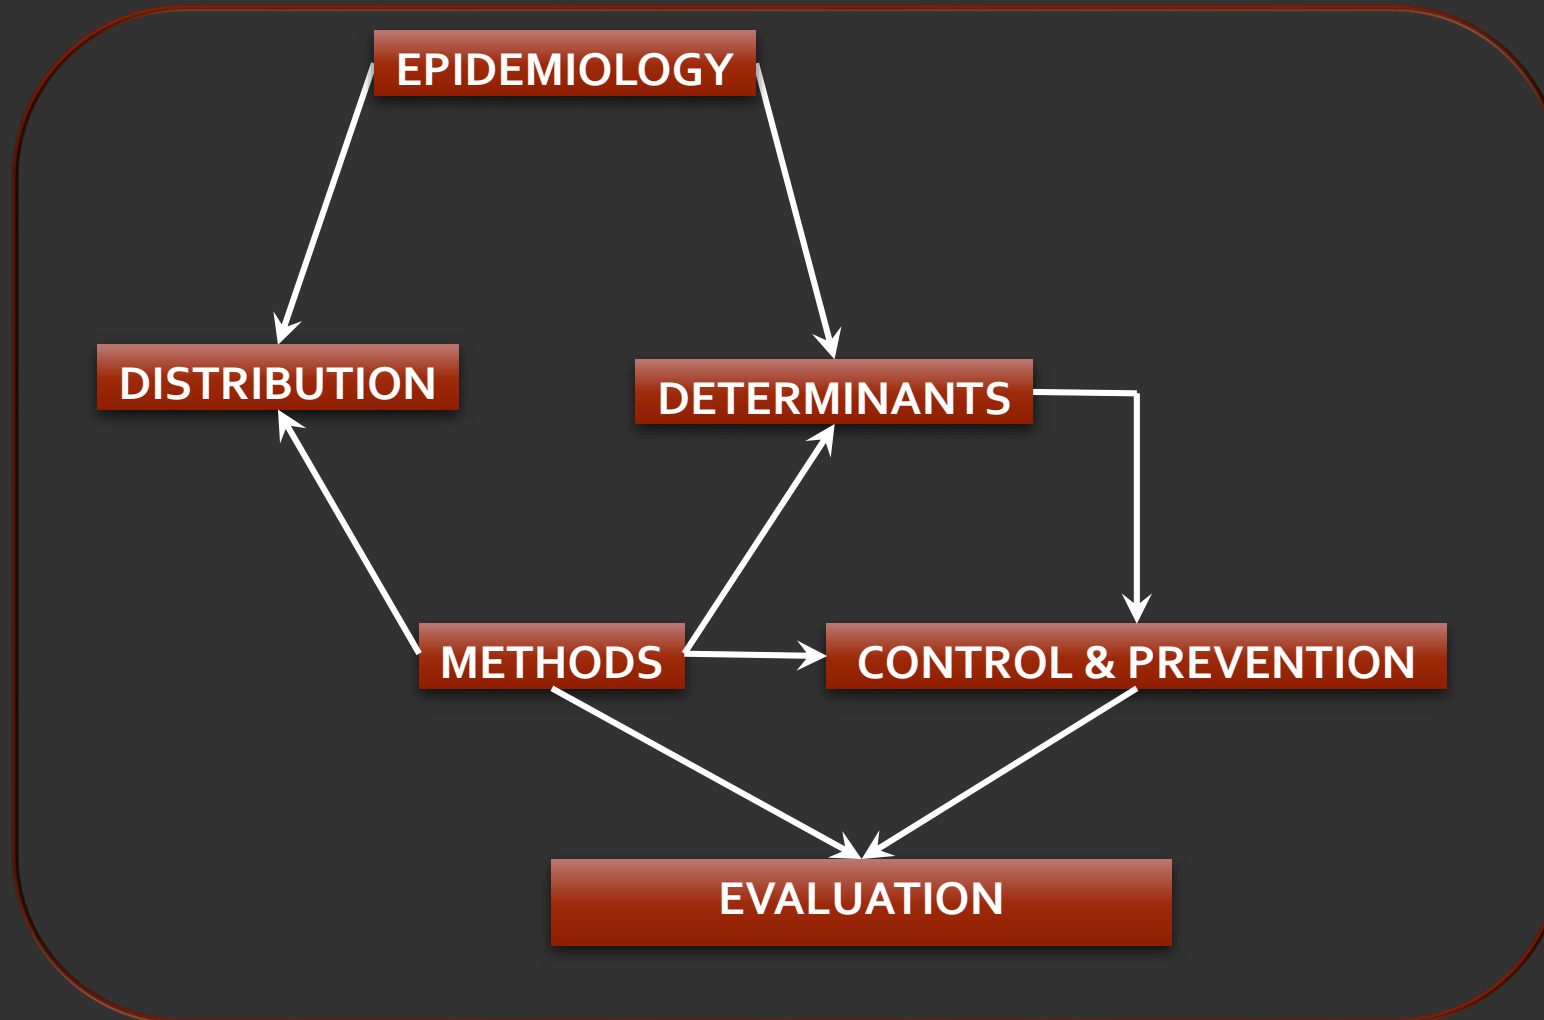 EPIDEMIOLOGY
DISTRIBUTION
DETERMINANTS
METHODS
CONTROL & PREVENTION
EVALUATION